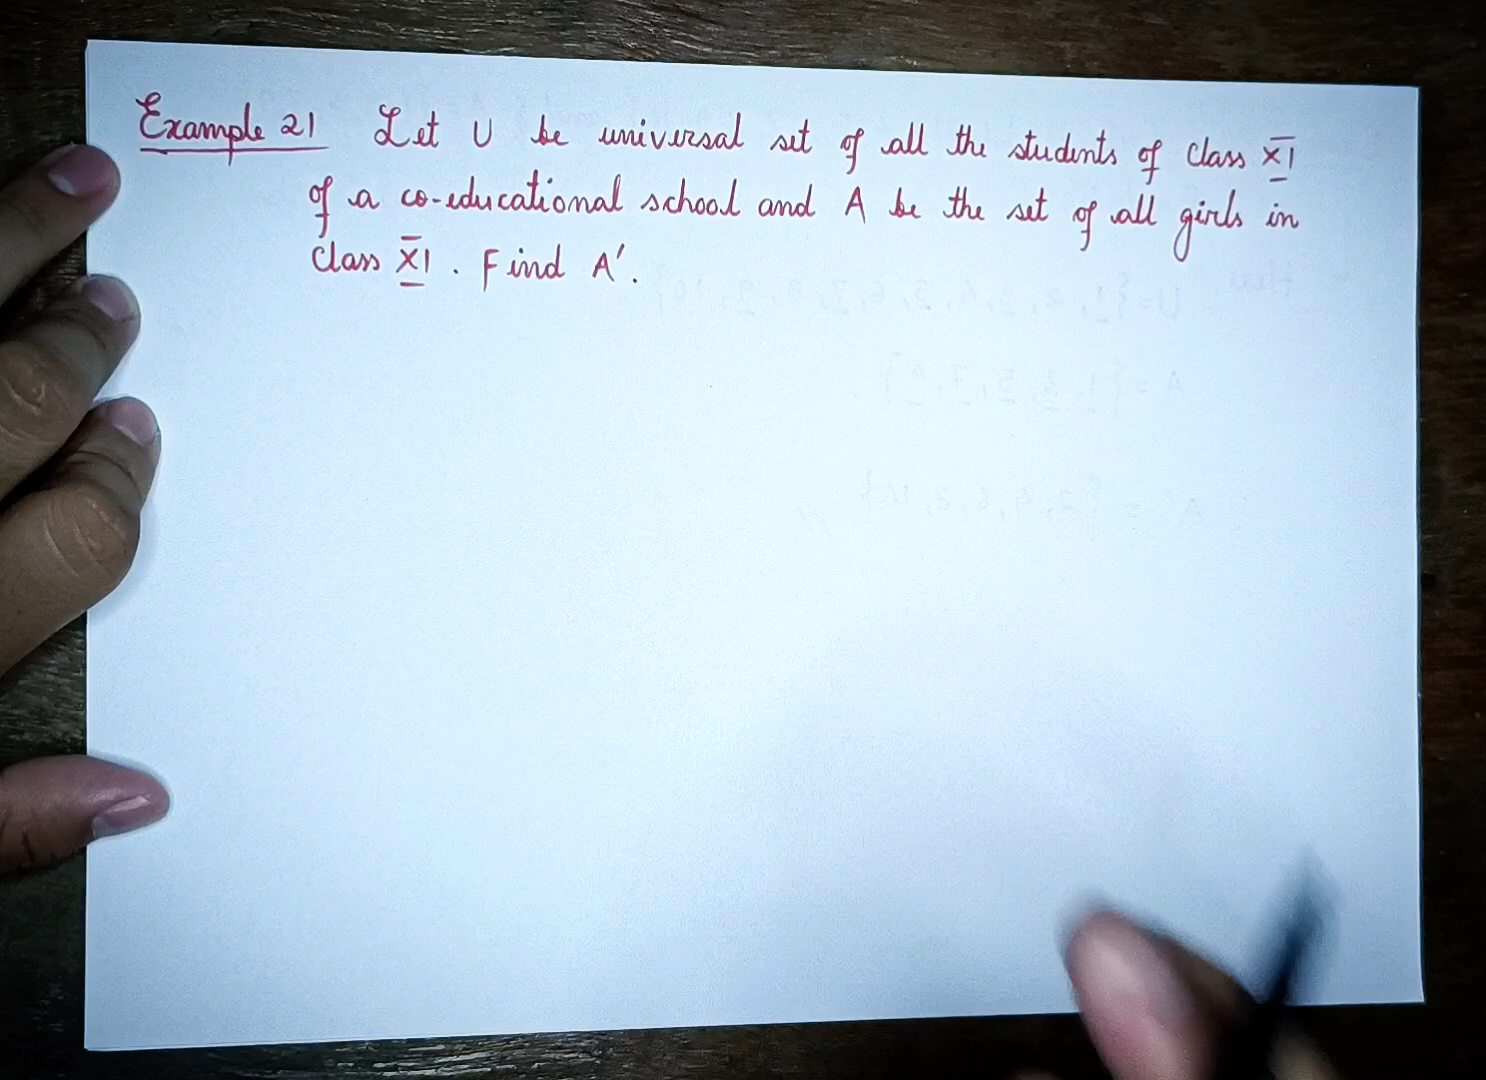 Example 21 Let U be universal set of all the students of class XI
of a co-educational school and A be the set of all girls in
class XI. Find A'.